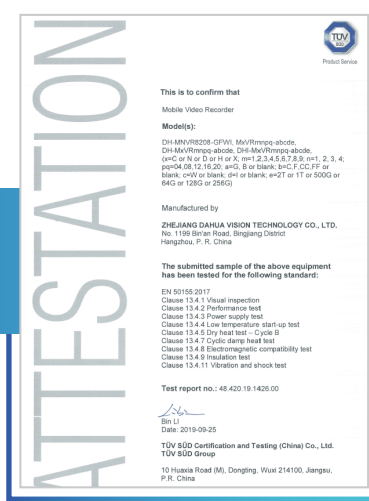 ATTESTATION
TÜV
SÜD
Product Service
This is to confirm that
Mobile Video Recorder
Model(s):
DH-MNVR8208-GFWI, MxVRmnpq-abcde,
DH-MxVRmnpq-abcde, DHI-MxVRmnpq-abcde,
(x=C or N or D or H or X; m=1,2,3,4,5,6,7,8,9; n=1, 2, 3, 4;
pq=04,08,12,16,20; a=G, B or blank; b=C,F,CC,FF or
blank; c=W or blank; d=I or blank; e=2T or 1T or 500G or
64G or 128G or 256G)
Manufactured by
ZHEJIANG DAHUA VISION TECHNOLOGY CO., LTD.
No. 1199 Bin'an Road, Bingjiang District
Hangzhou, P. R. China
The submitted sample of the above equipment
has been tested for the following standard:
EN 50155:2017
Clause 13.4.1 Visual inspection
Clause 13.4.2 Performance test
Clause 13.4.3 Power supply test
Clause 13.4.4 Low temperature start-up test
Clause 13.4.5 Dry heat test – Cycle B
Clause 13.4.7 Cyclic damp heat test
Clause 13.4.8 Electromagnetic compatibility test
Clause 13.4.9 Insulation test
Clause 13.4.11 Vibration and shock test
Test report no.: 48.420.19.1426.00
Bin LI
Date: 2019-09-25
TÜV SÜD Certification and Testing (China) Co., Ltd.
TÜV SÜD Group
10 Huaxia Road (M), Dongting, Wuxi 214100, Jiangsu,
P.R. China